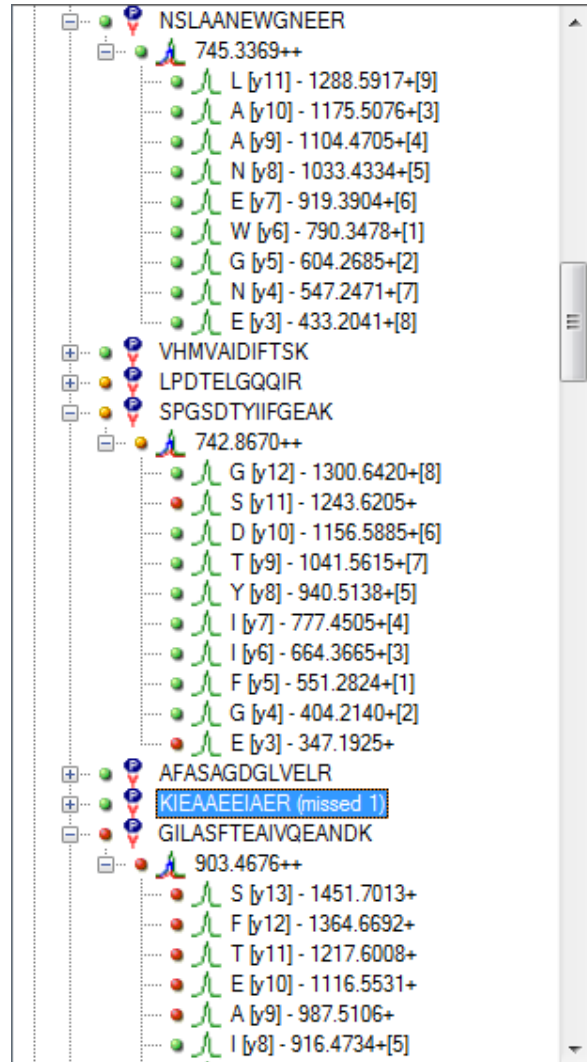 NSLAANEWGNEER
745.3369++
L [y11] - 1288.5917+[9]
A [y10] - 1175.5076+[3]
A [y9] - 1104.4705+[4]
N [y8] - 1033.4334+[5]
E [y7] - 919.3904+[6]
W [y6] - 790.3478+[1]
G [y5] - 604.2685+[2]
N [y4] - 547.2471+[7]
E [y3] - 433.2041+[8]
VHMVAIDIFTSK
LPDTELGQQIR
SPGSDTYIIFGEAK
742.8670++
G [y12] - 1300.6420+[8]
S [y11] - 1243.6205+
D [y10] - 1156.5885+[6]
T [y9] - 1041.5615+[7]
Y [y8] - 940.5138+[5]
I [y7] - 777.4505+[4]
I [y6] - 664.3665+[3]
F [y5] - 551.2824+[1]
G [y4] - 404.2140+[2]
E [y3] - 347.1925+
AFASAGDGLVELR
KIEAAEEIAER (missed 1)
GILASFTEAIVQEANDK
903.4676++
S [y13] - 1451.7013+
F [y12] - 1364.6692+
T [y11] - 1217.6008+
E [y10] - 1116.5531+
A [y9] - 987.5106+
I [y8] - 916.4734+[5]